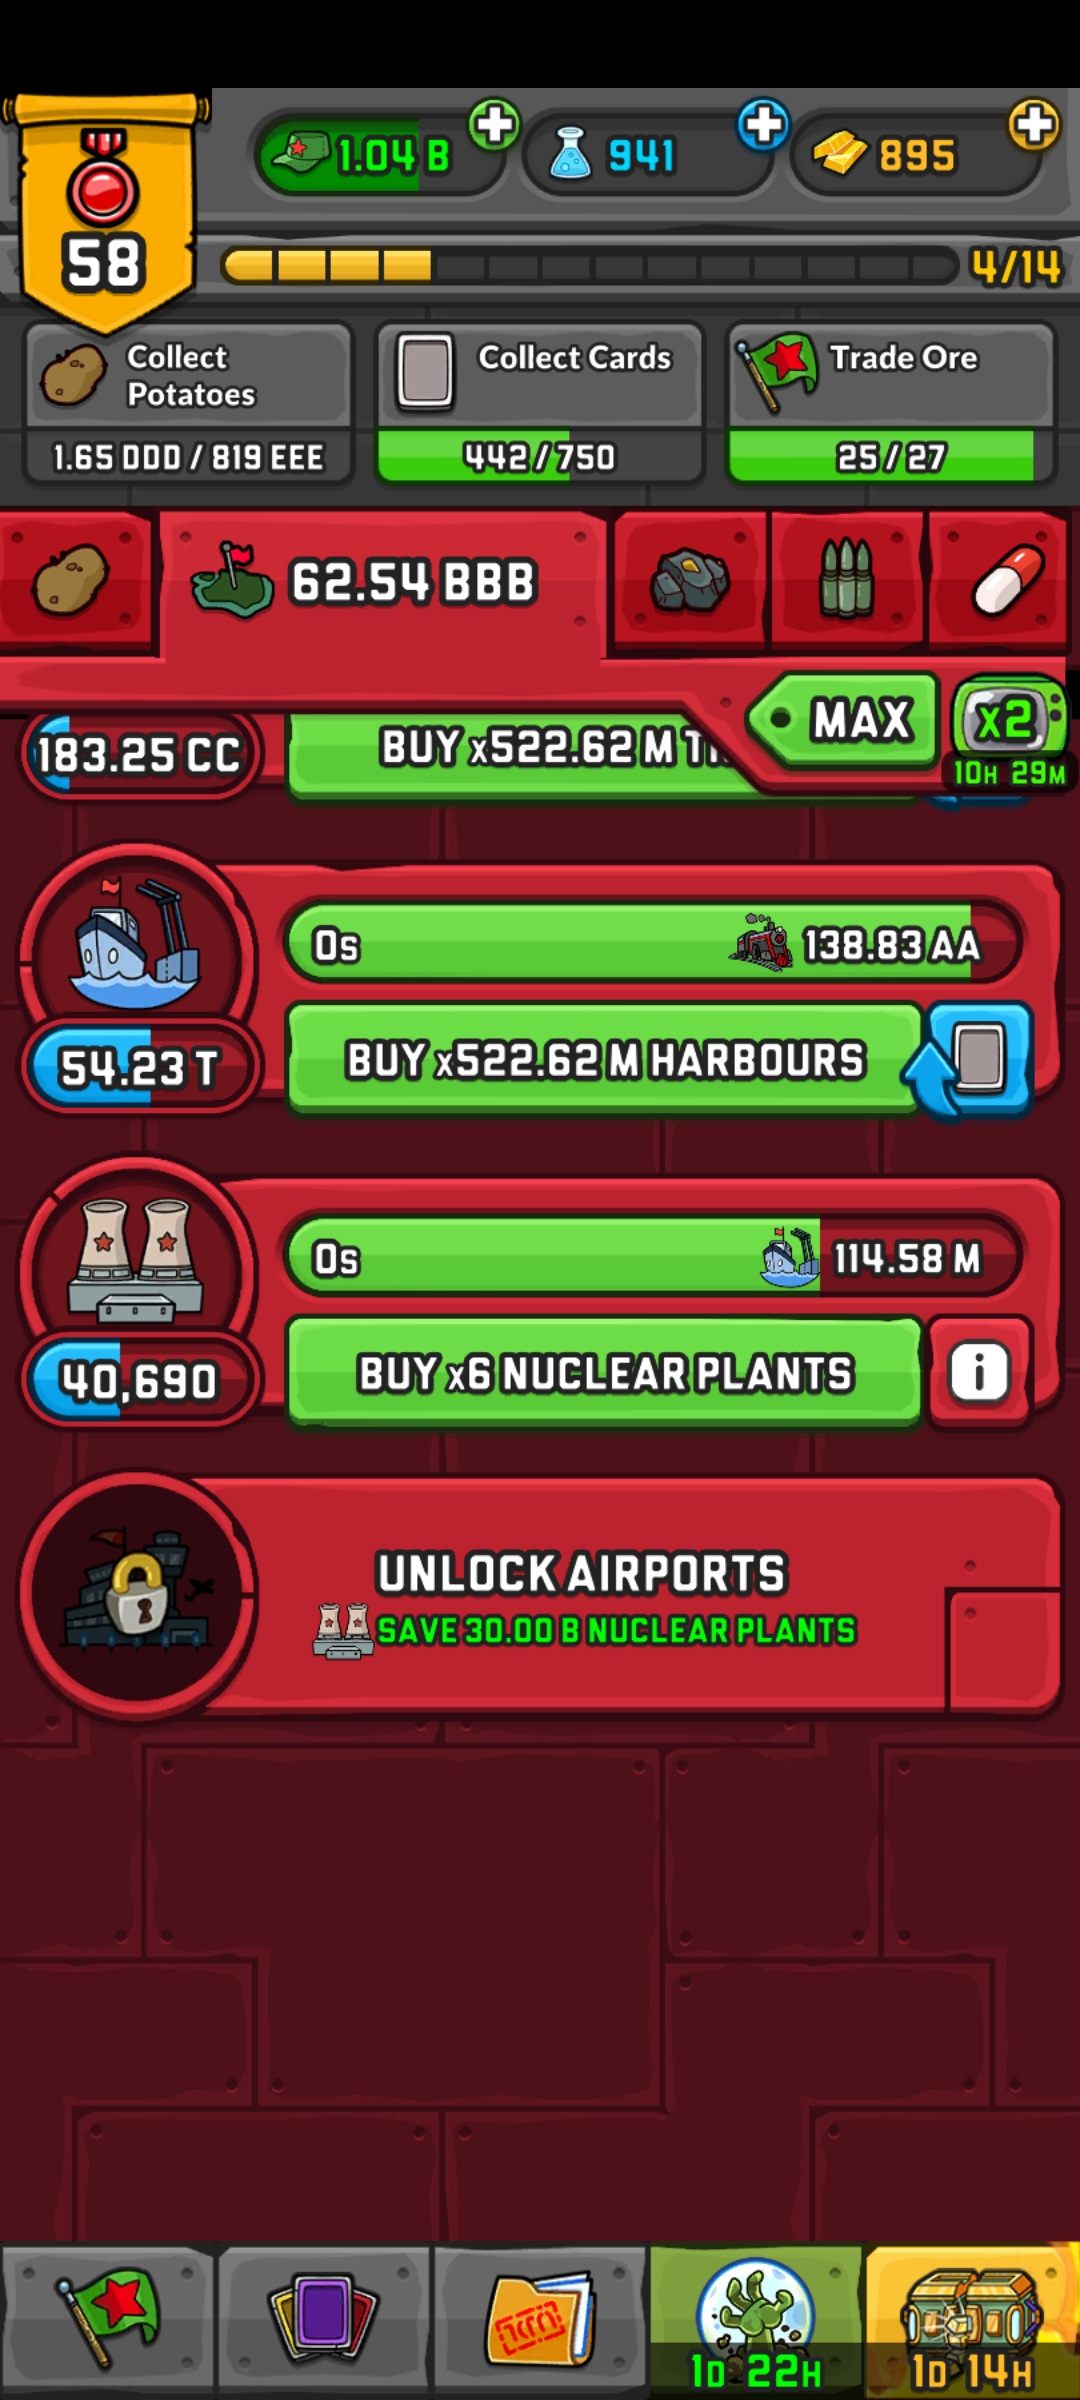 1.04 B
941
895
58
4/14
Collect
Potatoes
1.65 DDD / 819 EEE
Collect Cards
442/750
Trade Ore
25/27
62.54 BBB
MAX
x2
10H 29M
183.25 CC
BUY x522.62 M
0s
138.83 AA
54.23 T
BUY x522.62 M HARBOURS
0s
114.58 M
40,690
BUY x6 NUCLEAR PLANTS
i
UNLOCK AIRPORTS
SAVE 30.00 B NUCLEAR PLANTS
1D 22H
1D 14H